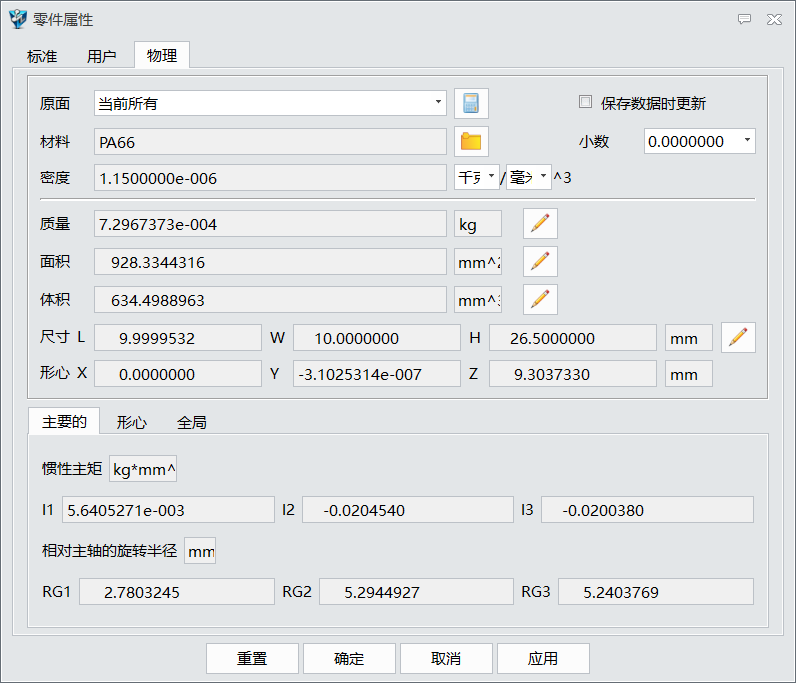 零件属性
标准 用户 物理
原面 当前所有 保存数据时更新
材料 PA66 小数 0.0000000
密度 1.1500000e-006 千克 / 毫米 ^3
质量 7.2967373e-004 kg
面积 928.3344316 mm^2
体积 634.4988963 mm^3
尺寸 L 9.9999532 W 10.0000000 H 26.5000000 mm
形心 X 0.0000000 Y -3.1025314e-007 Z 9.3037330 mm
主要的 形心 全局
惯性主矩 kg*mm^
I1 5.6405271e-003 I2 -0.0204540 I3 -0.0200380
相对主轴的旋转半径 mm
RG1 2.7803245 RG2 5.2944927 RG3 5.2403769
重置 确定 取消 应用